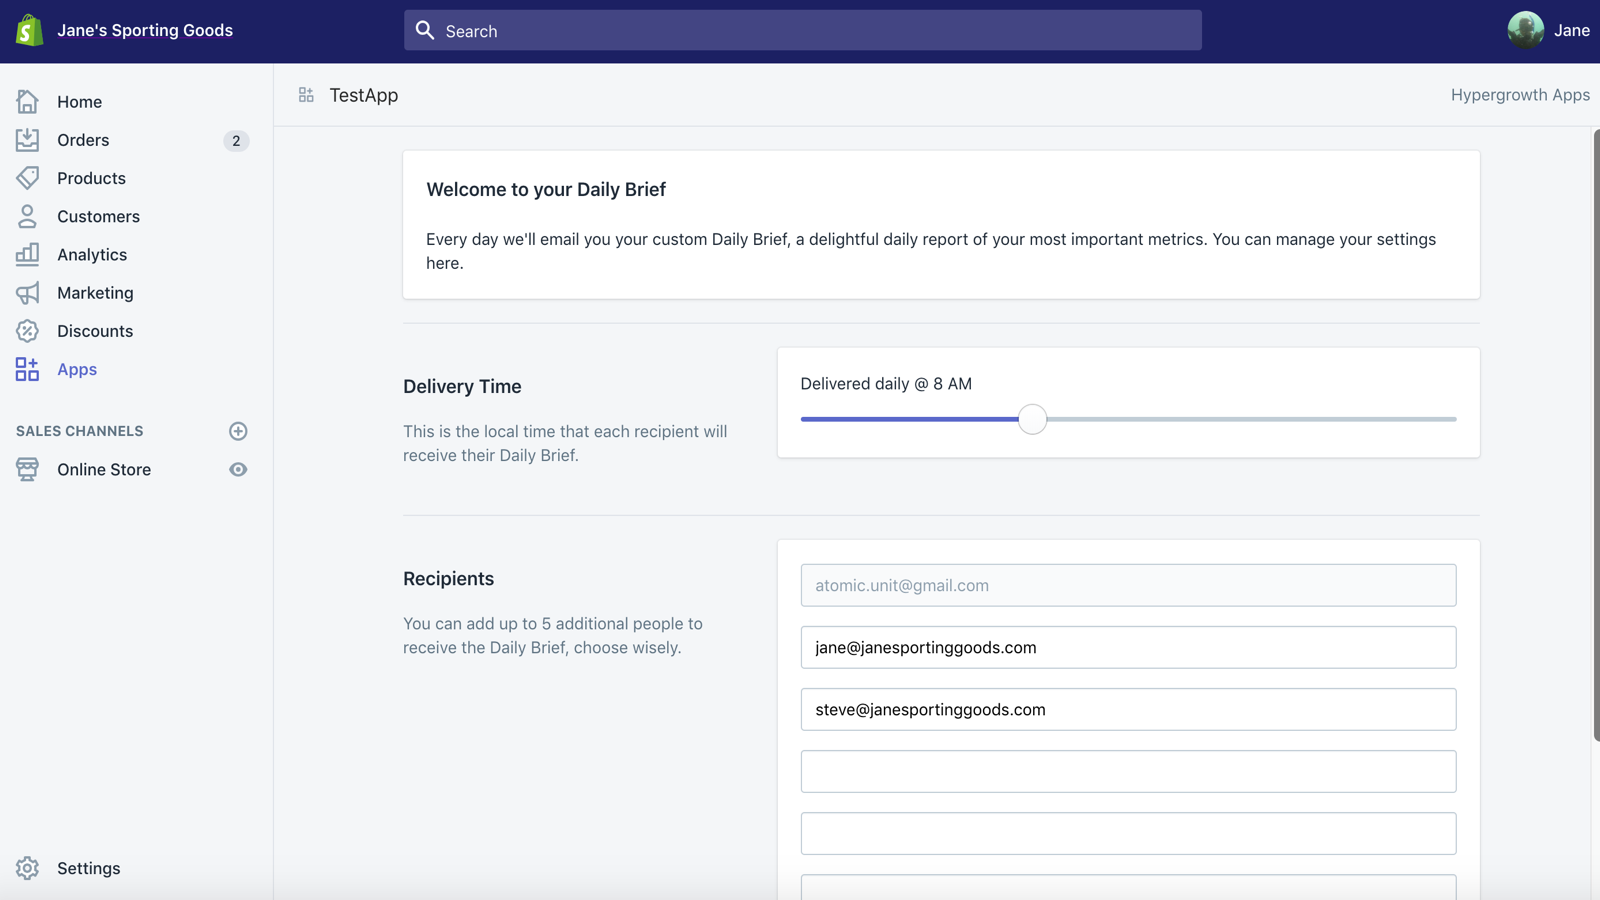 Jane's Sporting Goods
Search
Jane
Home
Orders
2
Products
Customers
Analytics
Marketing
Discounts
Apps
SALES CHANNELS
Online Store
Settings
TestApp
Hypergrowth Apps
Welcome to your Daily Brief
Every day we'll email you your custom Daily Brief, a delightful daily report of your most important metrics. You can manage your settings
here.
Delivery Time
This is the local time that each recipient will
receive their Daily Brief.
Delivered daily @ 8 AM
Recipients
You can add up to 5 additional people to
receive the Daily Brief, choose wisely.
atomic.unit@gmail.com
jane@janesportinggoods.com
steve@janesportinggoods.com